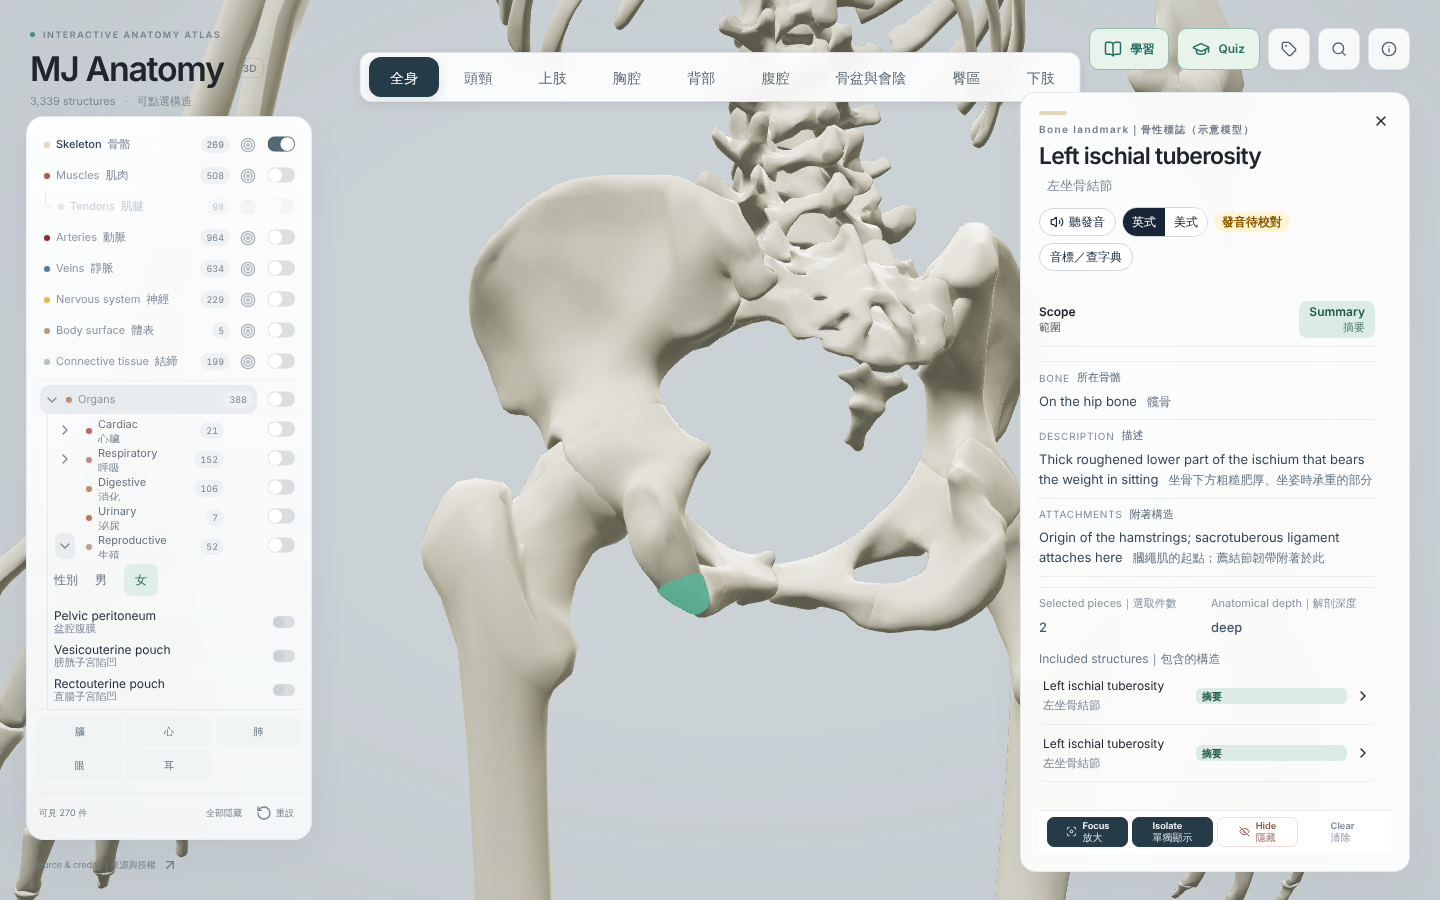 INTERACTIVE ANATOMY ATLAS
MJ Anatomy 3D
3,339 structures · 可點選構造
全身 頭頸 上肢 胸腔 背部 腹腔 骨盆與會陰 臀區 下肢
學習 Quiz
Skeleton 骨骼 269
Muscles 肌肉 508
Tendons 肌腱 98
Arteries 動脈 964
Veins 靜脈 634
Nervous system 神經 229
Body surface 體表 5
Connective tissue 結締 199
Organs 388
Cardiac 21
心臟
Respiratory 152
呼吸
Digestive 106
消化
Urinary 7
泌尿
Reproductive 52
生殖
性別 男 女
Pelvic peritoneum
盆腔腹膜
Vesicouterine pouch
膀胱子宮陷凹
Rectouterine pouch
直腸子宮陷凹
腦 心 肺
眼 耳
可見 270 件 全部隱藏 重設
Source & credits 來源與授權
Bone landmark | 骨性標誌（示意模型）
Left ischial tuberosity
左坐骨結節
聽發音 英式 美式 發音待校對
音標／查字典
Scope
範圍
Summary
摘要
BONE 所在骨骼
On the hip bone 髖骨
DESCRIPTION 描述
Thick roughened lower part of the ischium that bears
the weight in sitting 坐骨下方粗糙肥厚、坐姿時承重的部分
ATTACHMENTS 附著構造
Origin of the hamstrings; sacrotuberous ligament
attaches here 膕繩肌的起點；薦結節韌帶附著於此
Selected pieces | 選取件數 Anatomical depth | 解剖深度
2 deep
Included structures | 包含的構造
Left ischial tuberosity
左坐骨結節 摘要
Left ischial tuberosity
左坐骨結節 摘要
Focus
放大
Isolate
單獨顯示
Hide
隱藏
Clear
清除